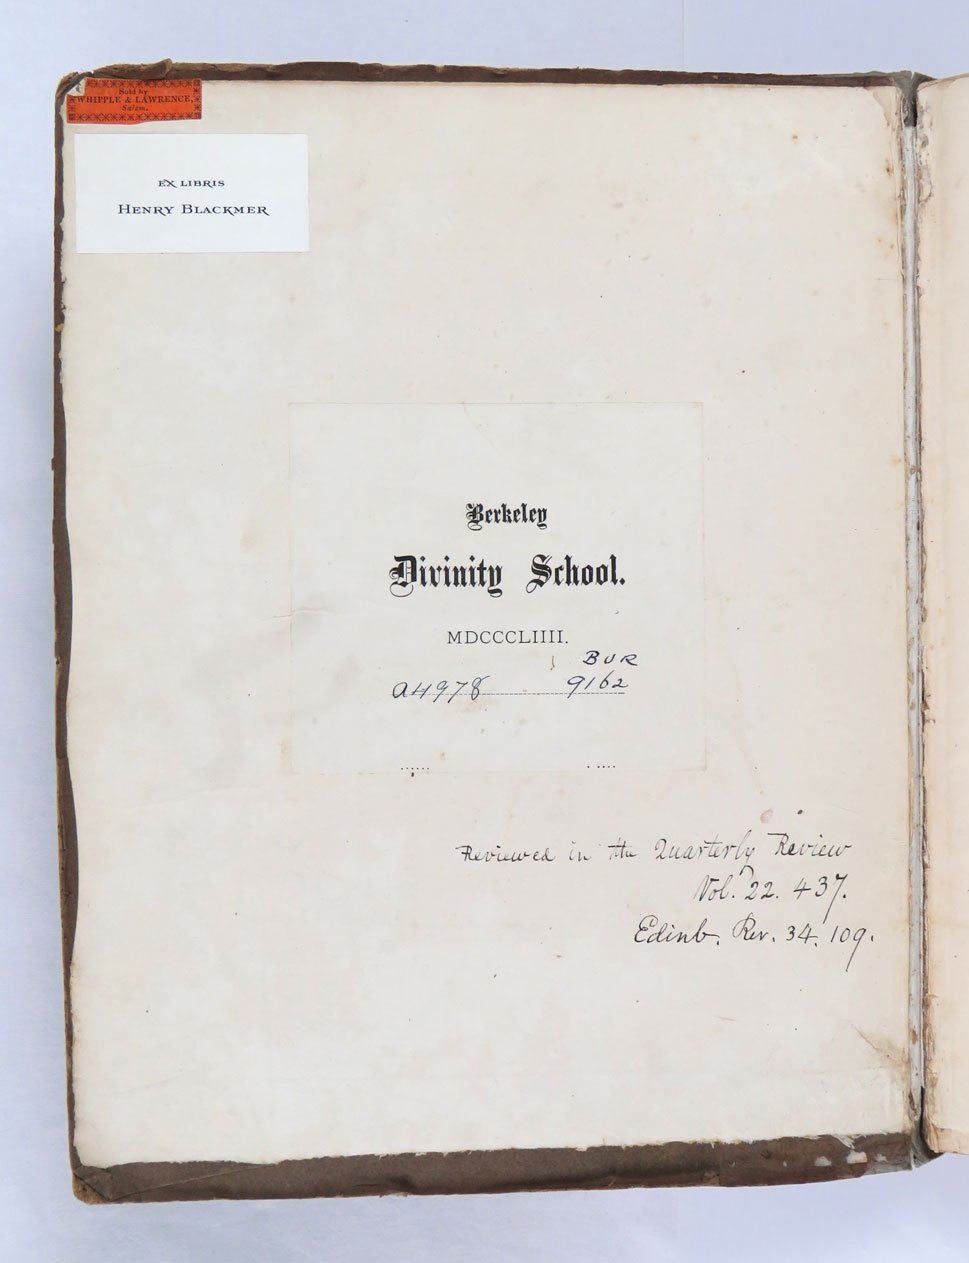 Sold by
WHIPPLE & LAWRENCE,
Salem.
EX LIBRIS
HENRY BLACKMER
Berkeley
Divinity School.
MDCCCLIIII.
BUR
A4978 9162
Reviewed in the Quarterly Review
Vol. 22. 437.
Edinb. Rev. 34. 109.